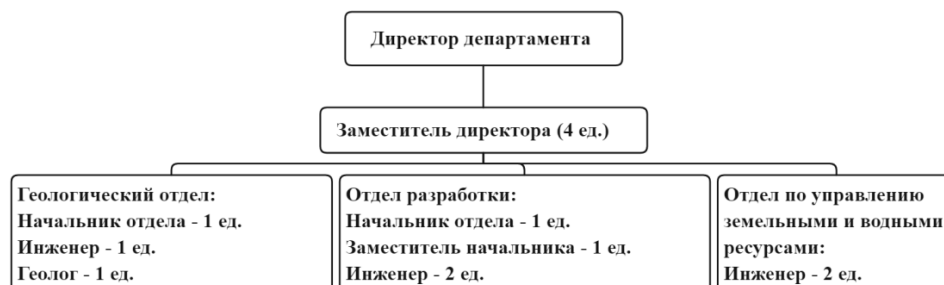 Директор департамента
Заместитель директора (4 ед.)
Геологический отдел:
Начальник отдела - 1 ед.
Инженер - 1 ед.
Геолог - 1 ед.
Отдел разработки:
Начальник отдела - 1 ед.
Заместитель начальника - 1 ед.
Инженер - 2 ед.
Отдел по управлению
земельными и водными
ресурсами:
Инженер - 2 ед.